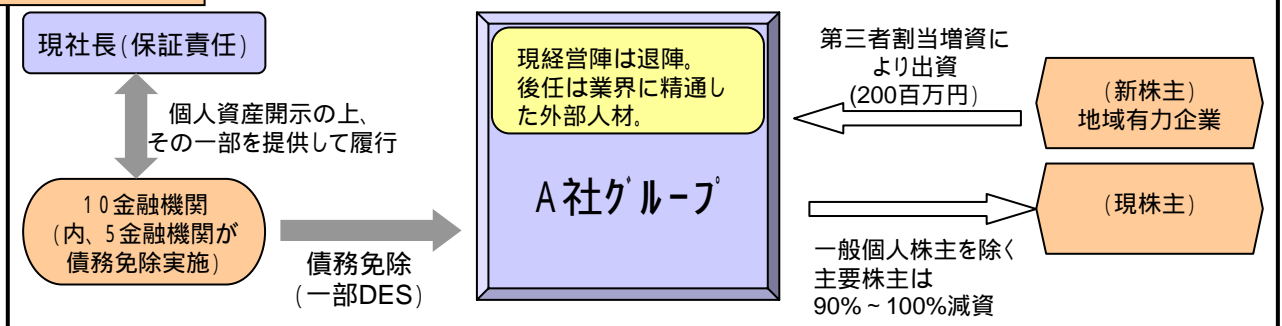 現社長(保証責任)
個人資産開示の上、
その一部を提供して履行
10金融機関
(内、5金融機関が
債務免除実施)
債務免除
(一部DES)
現経営陣は退陣。
後任は業界に精通し
た外部人材。
A社グループ
第三者割当増資に
より出資
(200百万円)
(新株主)
地域有力企業
(現株主)
一般個人株主を除く
主要株主は
90%~100%減資